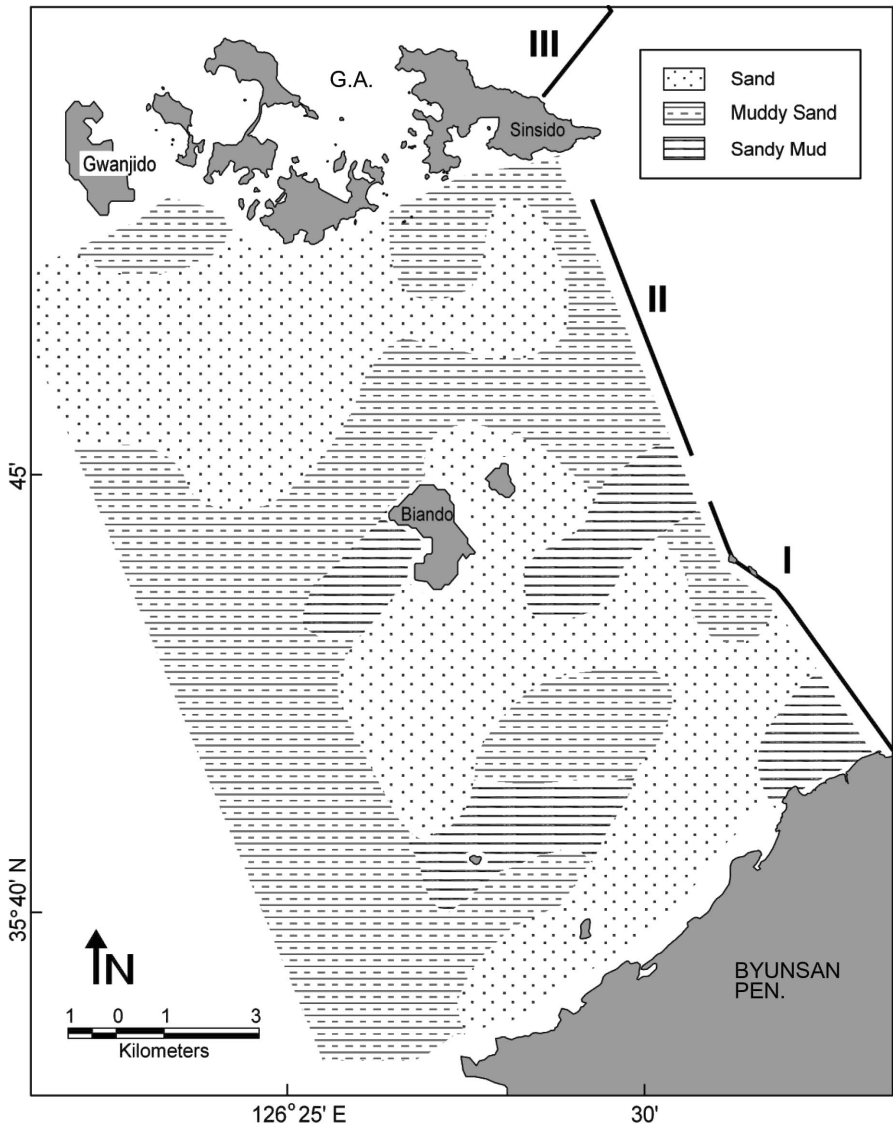 III
G.A.
Sand
Muddy Sand
Sandy Mud
Sinsido
Gwanjido
II
45'
Biando
I
35° 40' N
N
BYUNSAN
PEN.
1 0 1 3
Kilometers
126° 25' E 30'